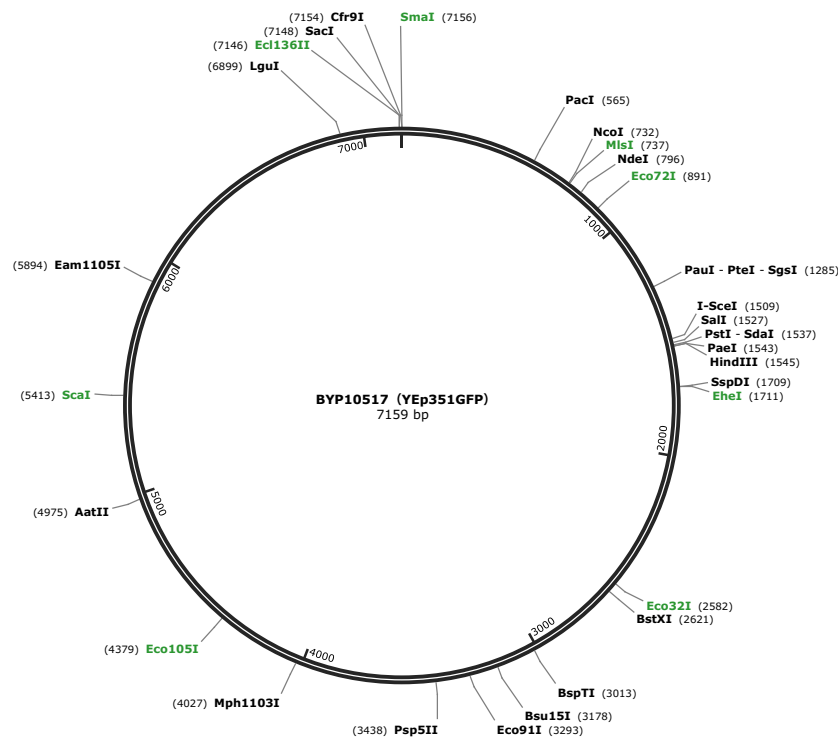 (7154) Cfr9I
SmaI (7156)
(7148) SacI
(7146) Ecl136II
(6899) LguI
7000
PacI (565)
NcoI (732)
MlsI (737)
NdeI (796)
Eco72I (891)
1000
(5894) Eam1105I
6000
PauI - PteI - SgsI (1285)
I-SceI (1509)
SalI (1527)
PstI - SdaI (1537)
PaeI (1543)
HindIII (1545)
SspDI (1709)
EheI (1711)
(5413) ScaI
BYP10517 (YEp351GFP)
7159 bp
2000
5000
(4975) AatII
Eco32I (2582)
BstXI (2621)
3000
(4379) Eco105I
4000
BspTI (3013)
(4027) Mph1103I
Bsu15I (3178)
(3438) Psp5II
Eco91I (3293)